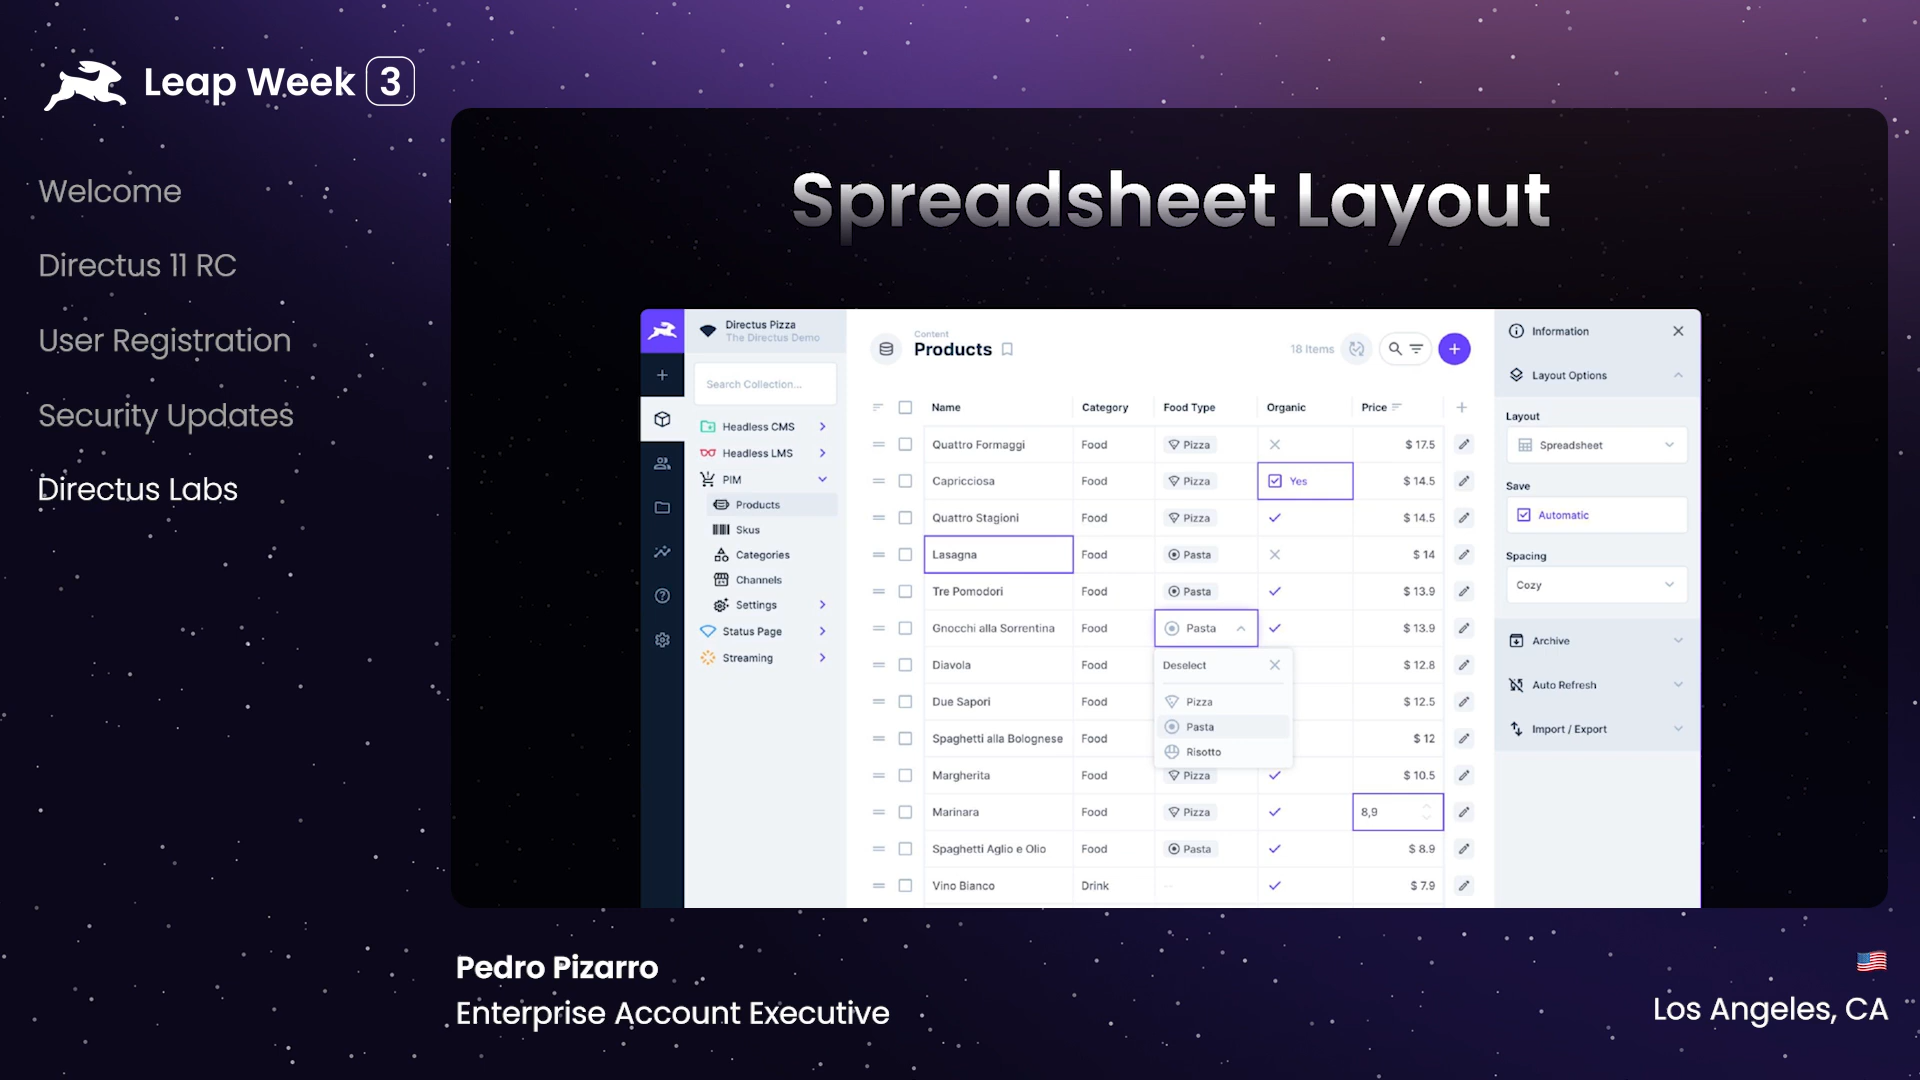 Leap Week 3
Welcome
Directus 11 RC
User Registration
Security Updates
Directus Labs
Spreadsheet Layout
Directus Pizza
The Directus Demo
Search Collection...
Headless CMS
Headless LMS
PIM
Products
Skus
Categories
Channels
Settings
Status Page
Streaming
Content
Products
18 Items
Name Category Food Type Organic Price
Quattro Formaggi Food Pizza $ 17.5
Capricciosa Food Pizza Yes $ 14.5
Quattro Stagioni Food Pizza $ 14.5
Lasagna Food Pasta $ 14
Tre Pomodori Food Pasta $ 13.9
Gnocchi alla Sorrentina Food Pasta $ 13.9
Diavola Food Deselect $ 12.8
Due Sapori Food Pizza $ 12.5
Pasta
Spaghetti alla Bolognese Food $ 12
Risotto
Margherita Food Pizza $ 10.5
Marinara Food Pizza 8,9
Spaghetti Aglio e Olio Food Pasta $ 8.9
Vino Bianco Drink -- $ 7.9
Information
Layout Options
Layout
Spreadsheet
Save
Automatic
Spacing
Cozy
Archive
Auto Refresh
Import / Export
Pedro Pizarro
Enterprise Account Executive
Los Angeles, CA